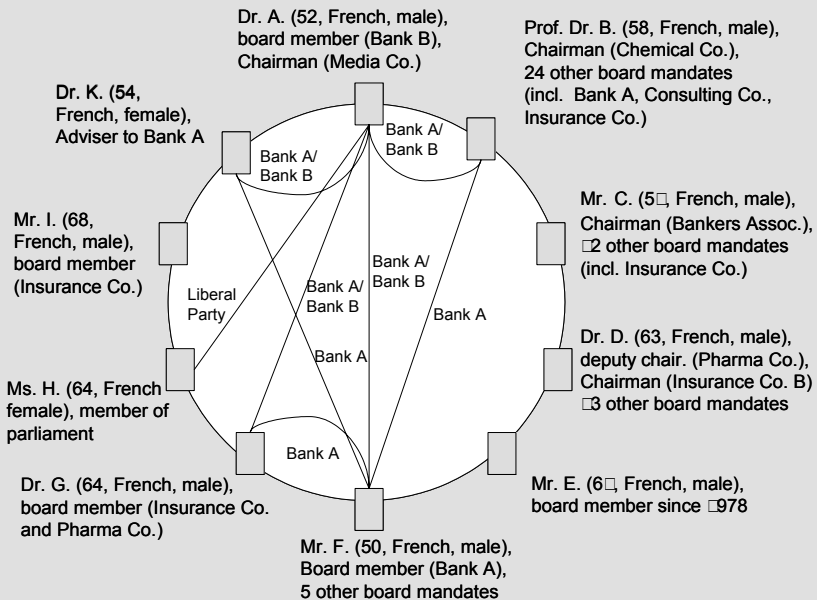 Dr. A. (52, French, male),
board member (Bank B),
Chairman (Media Co.)
Prof. Dr. B. (58, French, male),
Chairman (Chemical Co.),
24 other board mandates
(incl. Bank A, Consulting Co.,
Insurance Co.)
Dr. K. (54,
French, female),
Adviser to Bank A
Bank A/
Bank B
Bank A/
Bank B
Mr. I. (68,
French, male),
board member
(Insurance Co.)
Mr. C. (5□, French, male),
Chairman (Bankers Assoc.),
□2 other board mandates
(incl. Insurance Co.)
Liberal
Party
Bank A/
Bank B
Bank A/
Bank B
Bank A
Bank A
Dr. D. (63, French, male),
deputy chair. (Pharma Co.),
Chairman (Insurance Co. B)
□3 other board mandates
Ms. H. (64, French
female), member of
parliament
Bank A
Dr. G. (64, French, male),
board member (Insurance Co.
and Pharma Co.)
Mr. E. (6□, French, male),
board member since □978
Mr. F. (50, French, male),
Board member (Bank A),
5 other board mandates